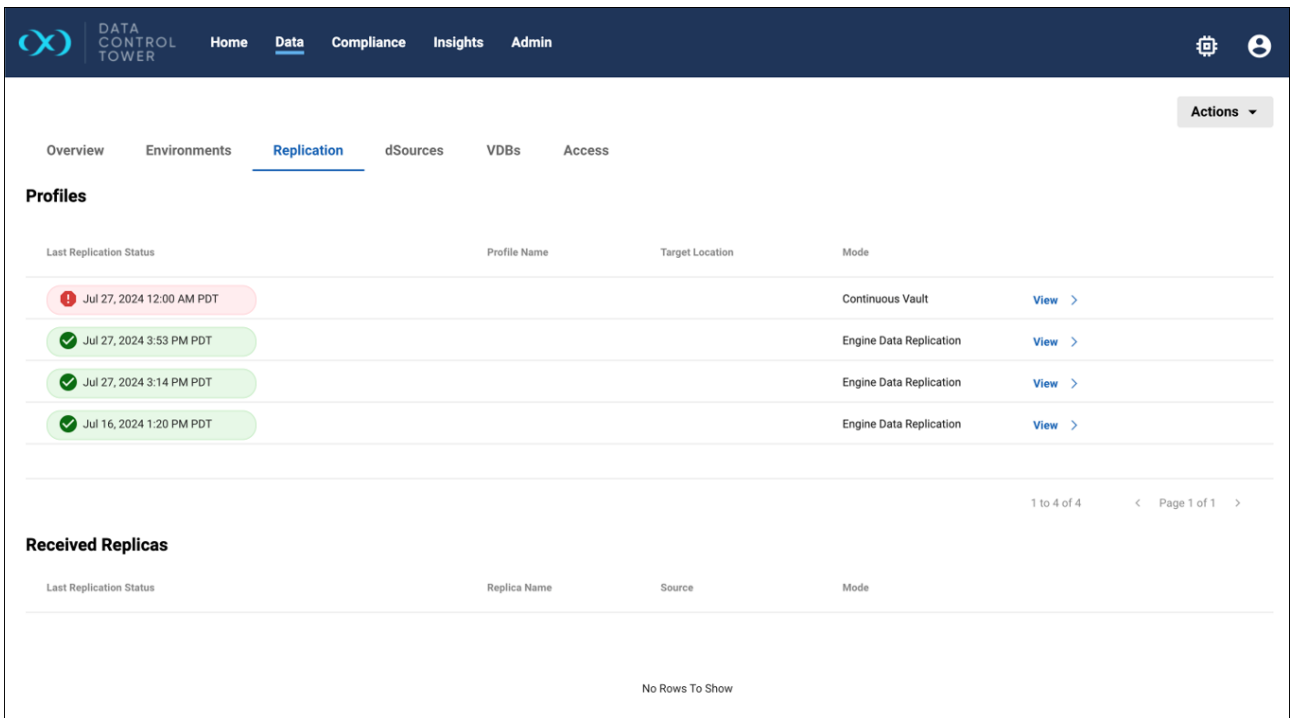 DATA
CONTROL
TOWER
Home Data Compliance Insights Admin
Actions
Overview Environments Replication dSources VDBs Access
Profiles
Last Replication Status Profile Name Target Location Mode
Jul 27, 2024 12:00 AM PDT Continuous Vault View
Jul 27, 2024 3:53 PM PDT Engine Data Replication View
Jul 27, 2024 3:14 PM PDT Engine Data Replication View
Jul 16, 2024 1:20 PM PDT Engine Data Replication View
1 to 4 of 4 Page 1 of 1
Received Replicas
Last Replication Status Replica Name Source Mode
No Rows To Show